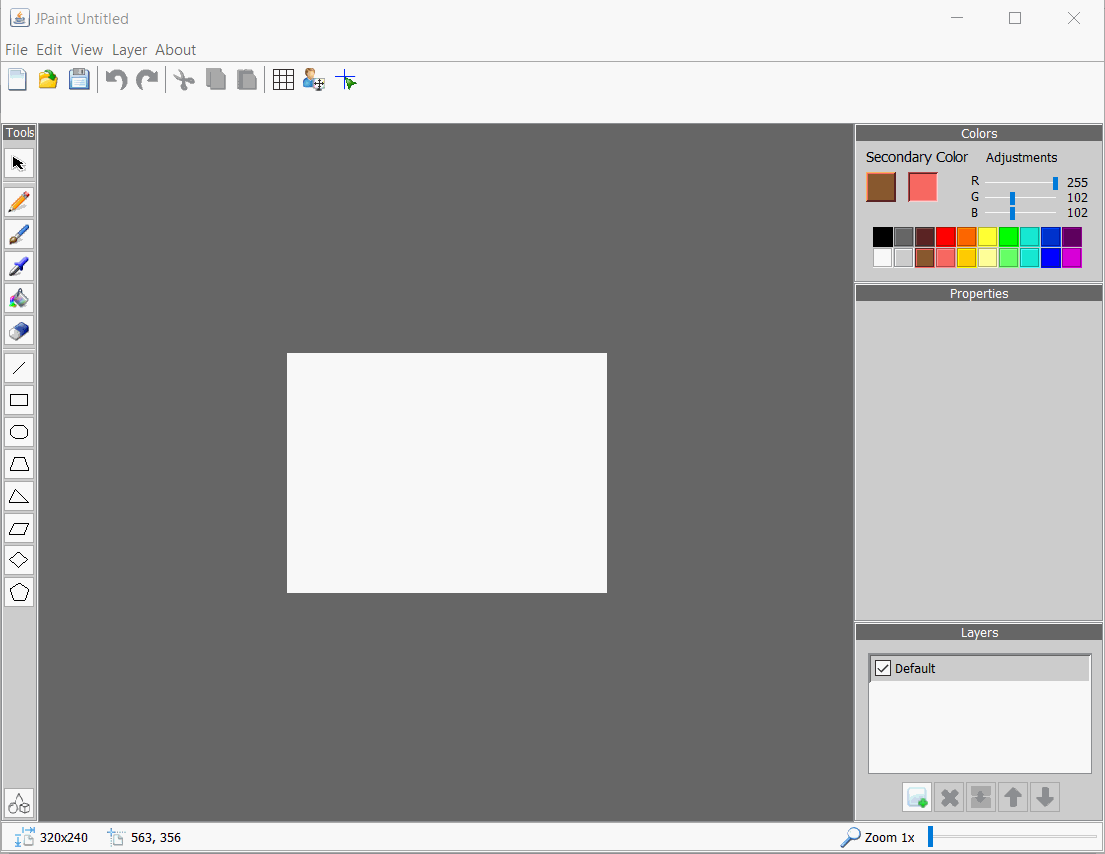 JPaint Untitled
File Edit View Layer About
Tools
Colors
Secondary Color Adjustments
R 255
G 102
B 102
Properties
Layers
Default
320x240 563, 356 Zoom 1x